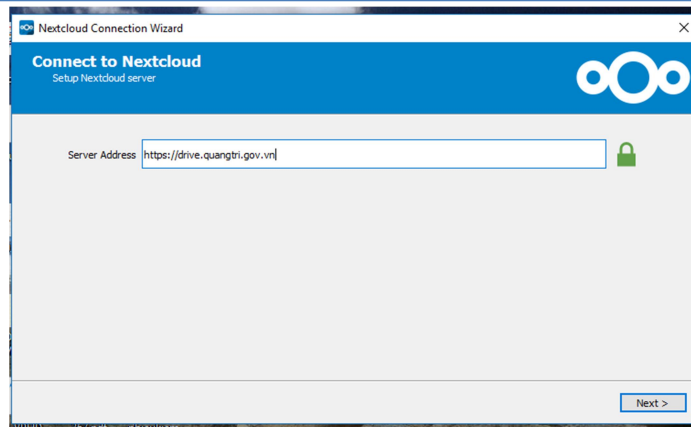 Nextcloud Connection Wizard
Connect to Nextcloud
Setup Nextcloud server
Server Address https://drive.quangtri.gov.vn
Next >